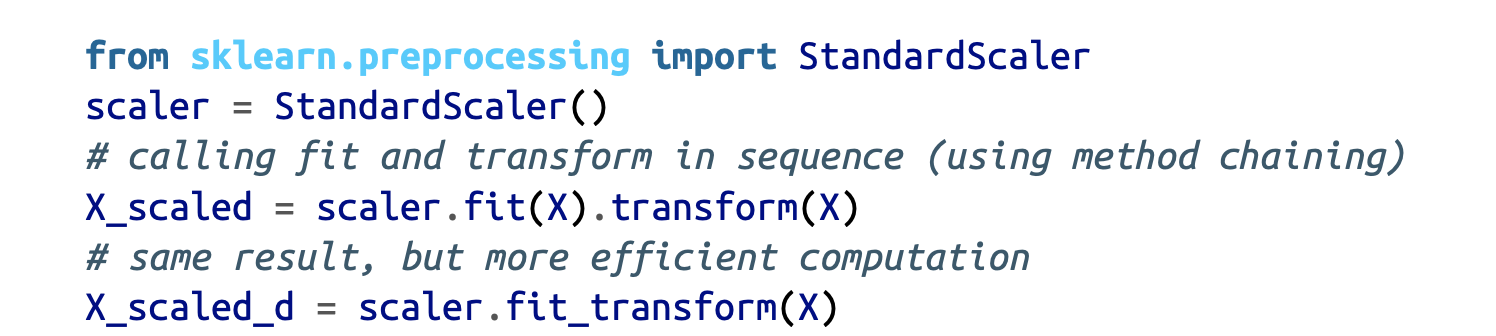 from sklearn.preprocessing import StandardScaler
scaler = StandardScaler()
# calling fit and transform in sequence (using method chaining)
X_scaled = scaler.fit(X).transform(X)
# same result, but more efficient computation
X_scaled_d = scaler.fit_transform(X)